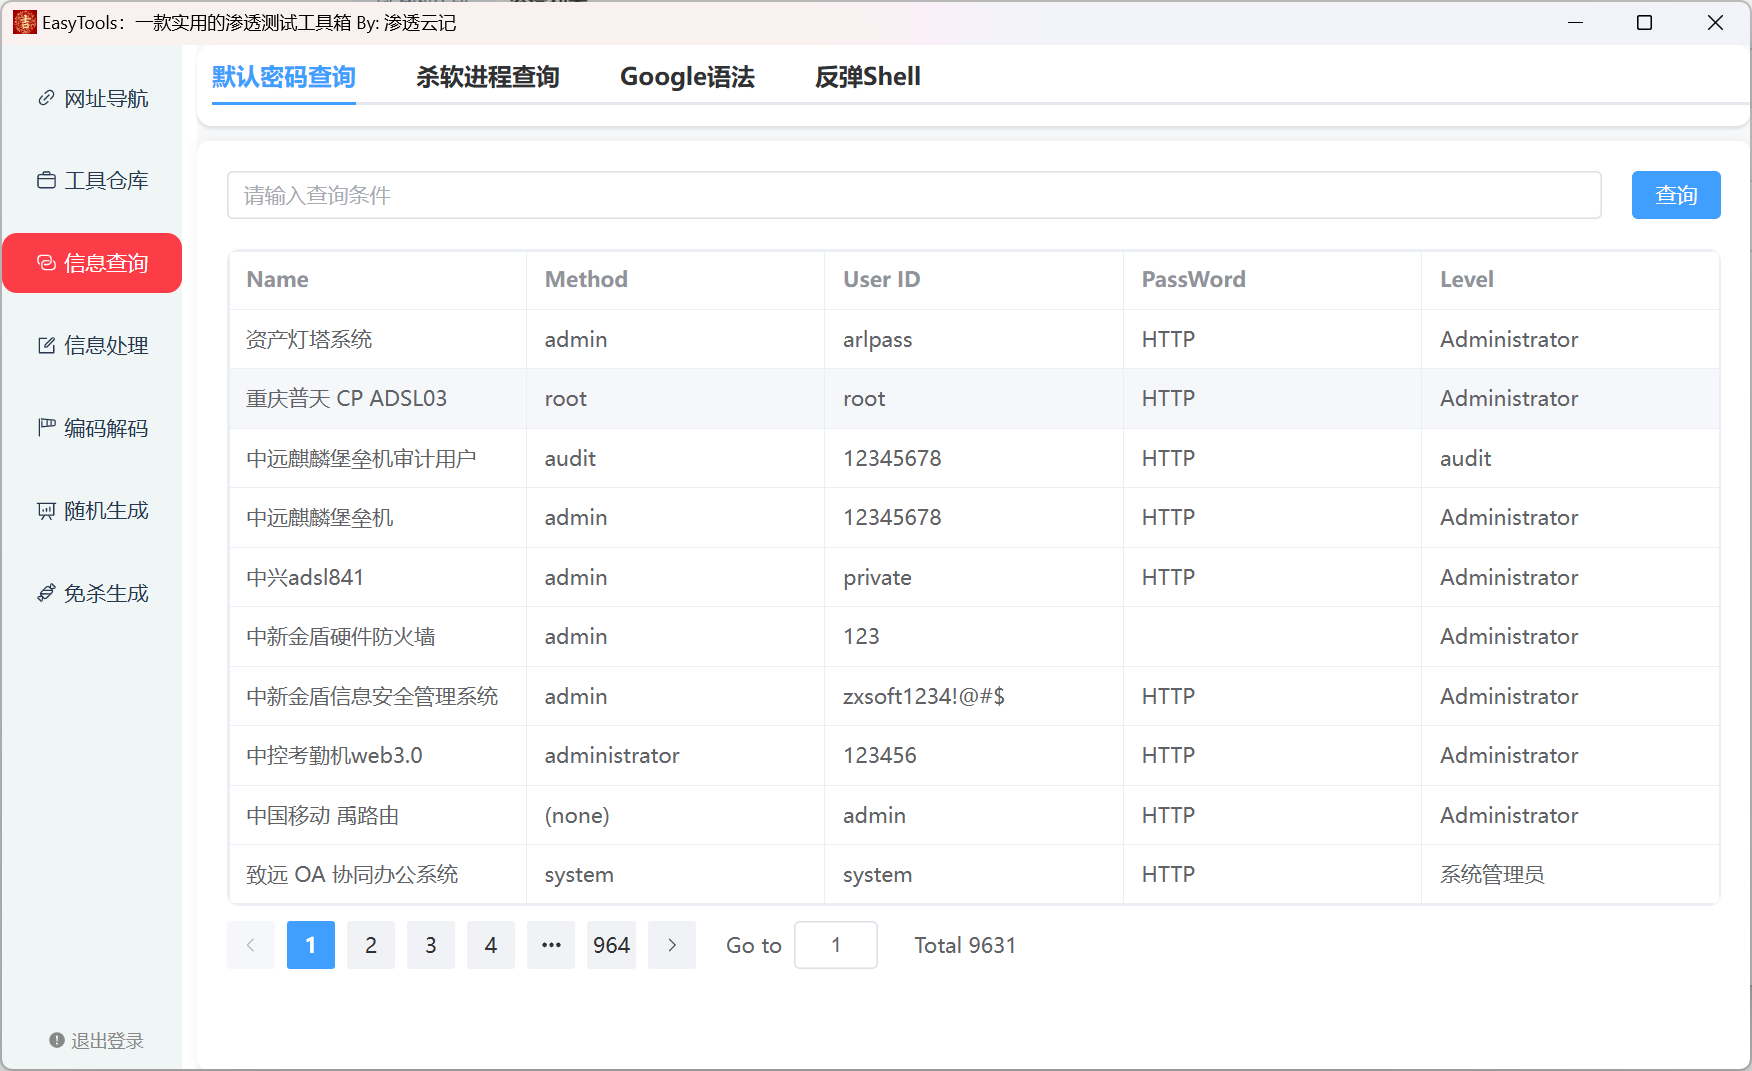 EasyTools：一款实用的渗透测试工具箱 By: 渗透云记
网址导航
工具仓库
信息查询
信息处理
编码解码
随机生成
免杀生成
退出登录
默认密码查询 杀软进程查询 Google语法 反弹Shell
请输入查询条件 查询
Name Method User ID PassWord Level
资产灯塔系统 admin arlpass HTTP Administrator
重庆普天 CP ADSL03 root root HTTP Administrator
中远麒麟堡垒机审计用户 audit 12345678 HTTP audit
中远麒麟堡垒机 admin 12345678 HTTP Administrator
中兴adsl841 admin private HTTP Administrator
中新金盾硬件防火墙 admin 123 Administrator
中新金盾信息安全管理系统 admin zxsoft1234!@#$ HTTP Administrator
中控考勤机web3.0 administrator 123456 HTTP Administrator
中国移动 禹路由 (none) admin HTTP Administrator
致远 OA 协同办公系统 system system HTTP 系统管理员
1 2 3 4 ••• 964 Go to 1 Total 9631